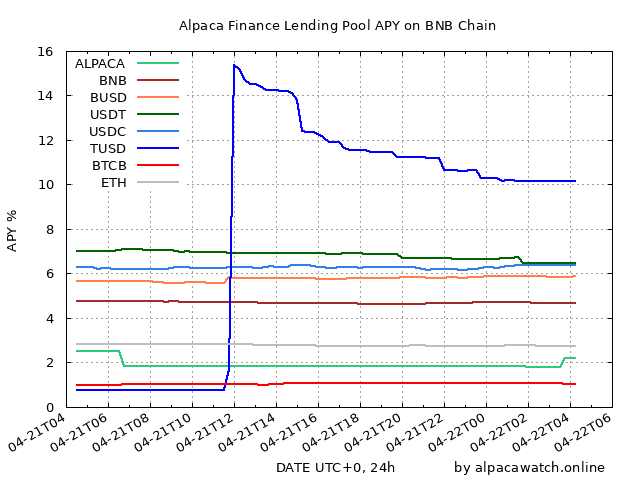 Alpaca Finance Lending Pool APY on BNB Chain
16
14
12
10
8
6
4
2
0
APY %
ALPACA
BNB
BUSD
USDT
USDC
TUSD
BTCB
ETH
04-21T04
04-21T06
04-21T08
04-21T10
04-21T12
04-21T14
04-21T16
04-21T18
04-21T20
04-21T22
04-22T00
04-22T02
04-22T04
04-22T06
DATE UTC+0, 24h
by alpacawatch.online